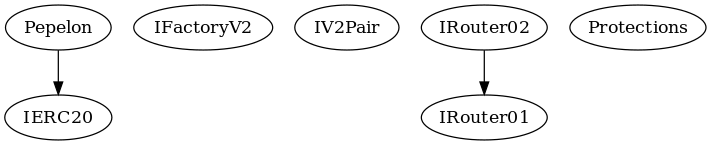 Pepelon IFactoryV2 IV2Pair IRouter02 Protections
IERC20 IRouter01